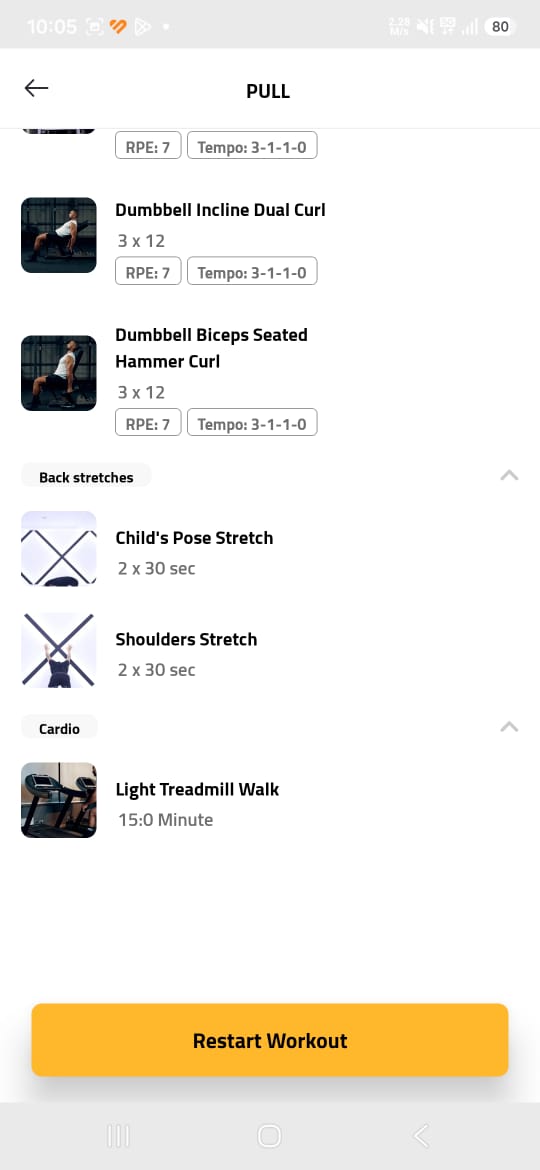 10:05
2.28
M/s
5G
80
PULL
RPE: 7
Tempo: 3-1-1-0
Dumbbell Incline Dual Curl
3 x 12
RPE: 7
Tempo: 3-1-1-0
Dumbbell Biceps Seated
Hammer Curl
3 x 12
RPE: 7
Tempo: 3-1-1-0
Back stretches
Child's Pose Stretch
2 x 30 sec
Shoulders Stretch
2 x 30 sec
Cardio
Light Treadmill Walk
15:0 Minute
Restart Workout